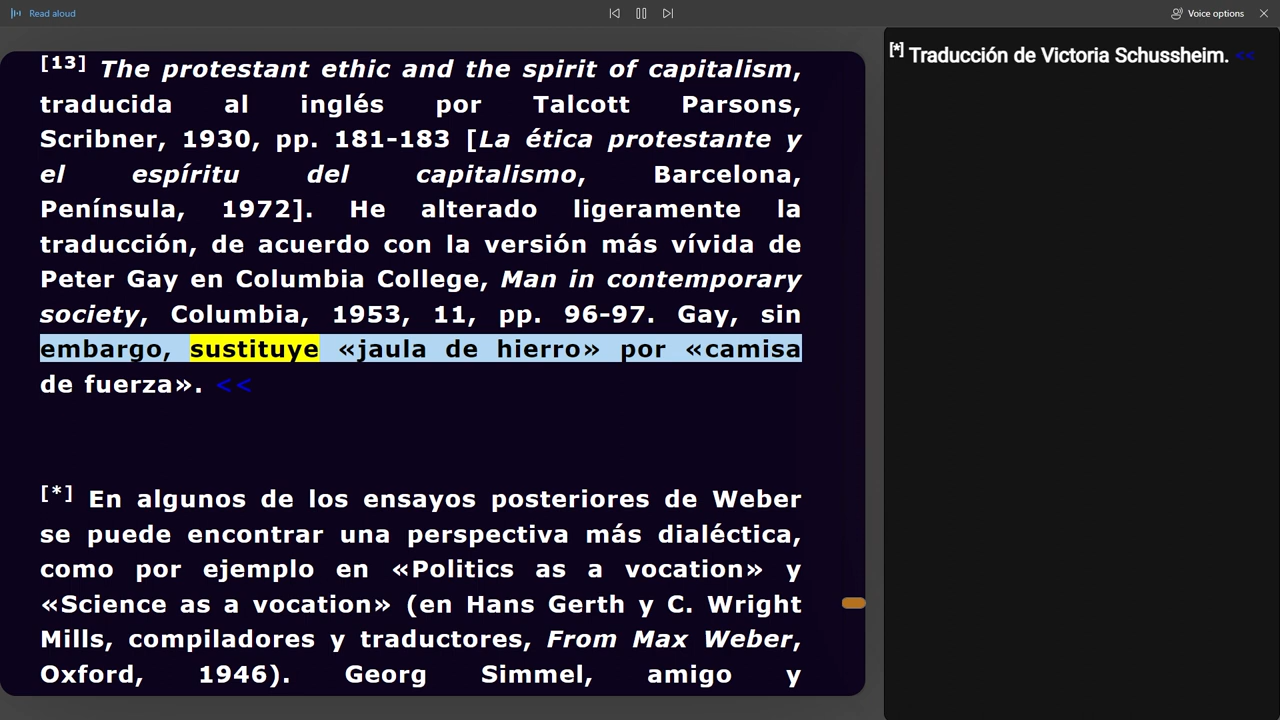 Read aloud
Voice options
[13] The protestant ethic and the spirit of capitalism,
traducida al inglés por Talcott Parsons,
Scribner, 1930, pp. 181-183 [La ética protestante y
el espíritu del capitalismo, Barcelona,
Península, 1972]. He alterado ligeramente la
traducción, de acuerdo con la versión más vívida de
Peter Gay en Columbia College, Man in contemporary
society, Columbia, 1953, 11, pp. 96-97. Gay, sin
embargo, sustituye «jaula de hierro» por «camisa
de fuerza». <<
[*] En algunos de los ensayos posteriores de Weber
se puede encontrar una perspectiva más dialéctica,
como por ejemplo en «Politics as a vocation» y
«Science as a vocation» (en Hans Gerth y C. Wright
Mills, compiladores y traductores, From Max Weber,
Oxford, 1946). Georg Simmel, amigo y
[*] Traducción de Victoria Schussheim. <<